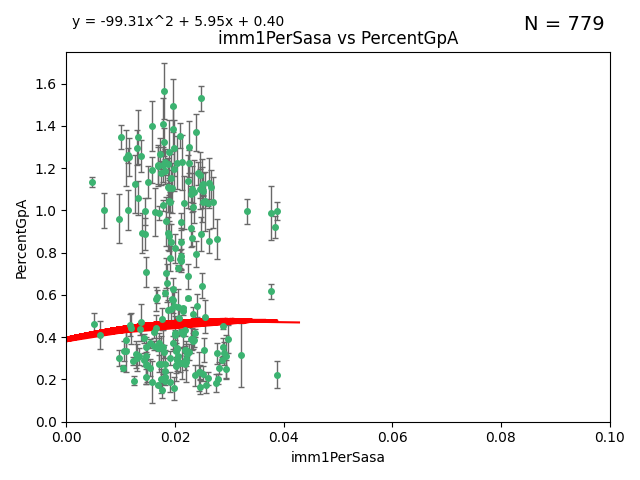 y = -99.31x^2 + 5.95x + 0.40
N = 779
imm1PerSasa vs PercentGpA
PercentGpA
1.6
1.4
1.2
1.0
0.8
0.6
0.4
0.2
0.0
0.00 0.02 0.04 0.06 0.08 0.10
imm1PerSasa